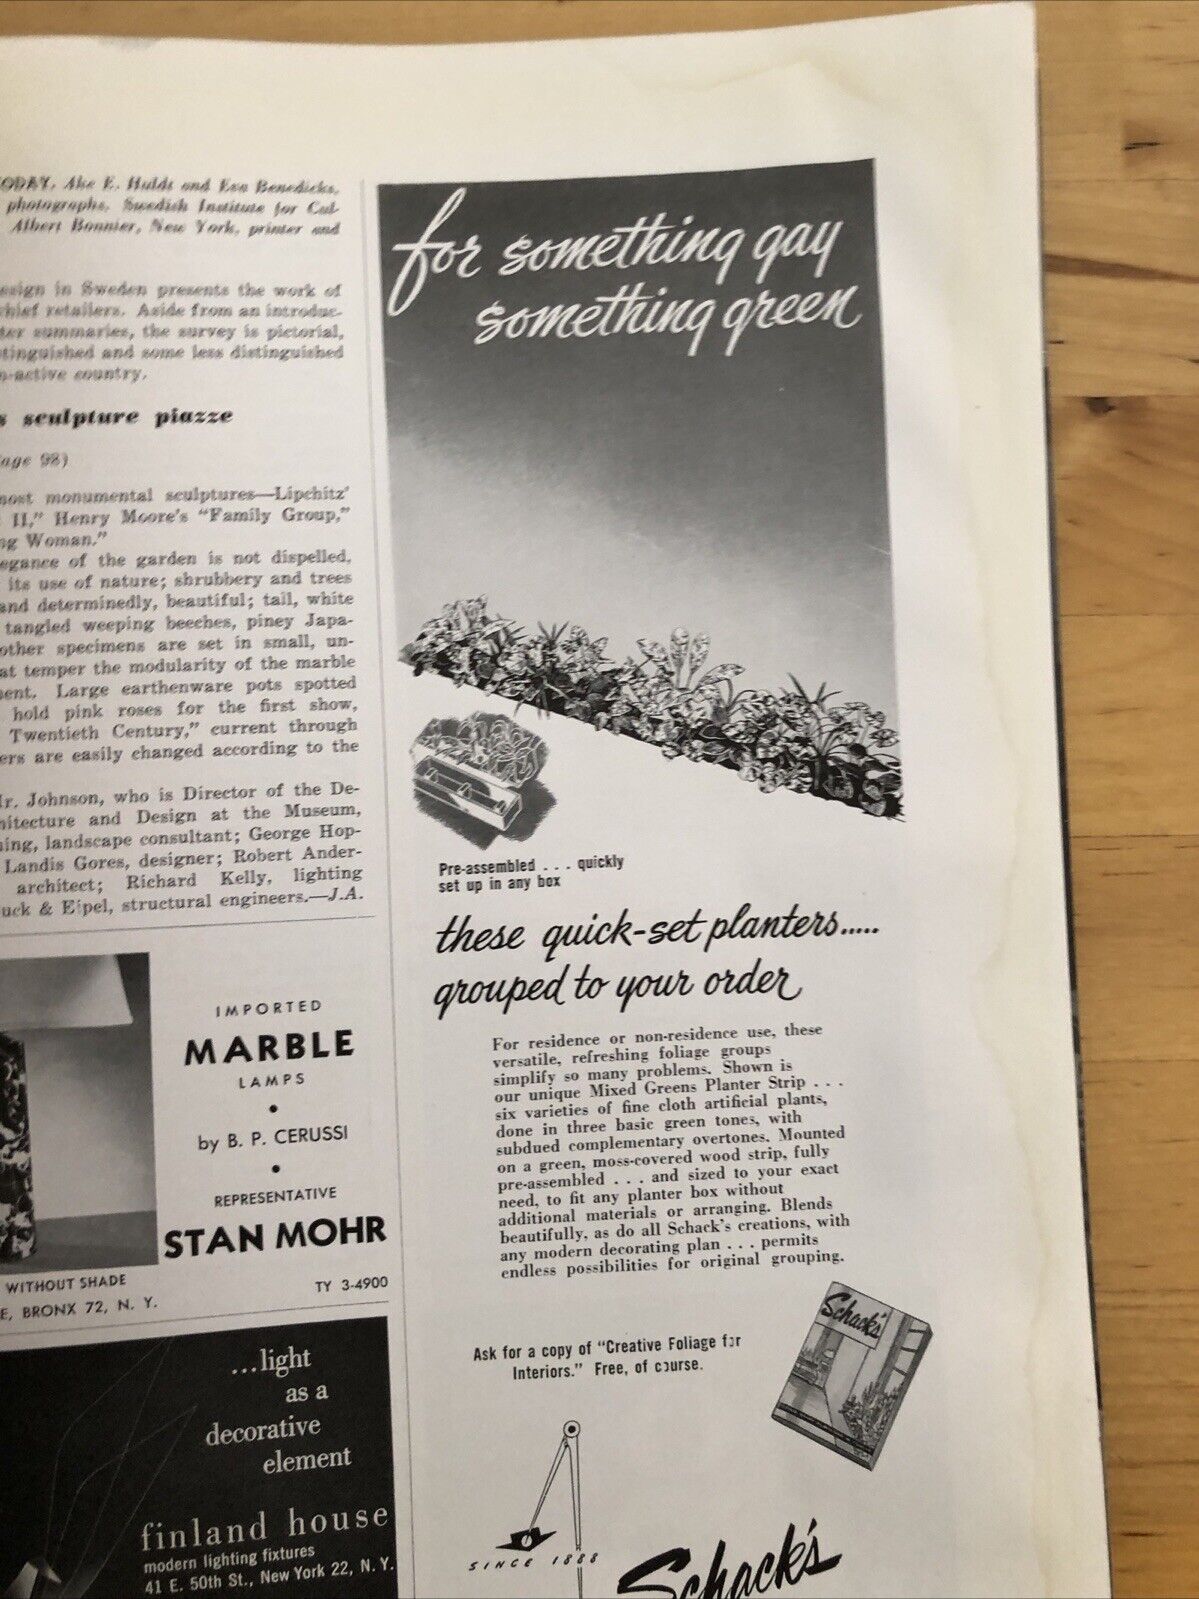 ODAY, Ake E. Huldt and Eva Benedicks,
photographs. Swedish Institute for Cul-
Albert Bonnier, New York, printer and
esign in Sweden presents the work of
chief retailers. Aside from an introduc-
ter summaries, the survey is pictorial,
tinguished and some less distinguished
n-active country.
s sculpture piazze
age 98)
most monumental sculptures—Lipchitz'
II," Henry Moore's "Family Group,"
ng Woman."
egance of the garden is not dispelled,
its use of nature; shrubbery and trees
and determinedly, beautiful; tall, white
tangled weeping beeches, piney Japa-
other specimens are set in small, un-
at temper the modularity of the marble
ment. Large earthenware pots spotted
hold pink roses for the first show,
Twentieth Century," current through
ers are easily changed according to the
Mr. Johnson, who is Director of the De-
hitecture and Design at the Museum,
ning, landscape consultant; George Hop-
Landis Gores, designer; Robert Ander-
architect; Richard Kelly, lighting
uck & Eipel, structural engineers.—J.A.
IMPORTED
MARBLE
LAMPS
•
by B. P. CERUSSI
•
REPRESENTATIVE
STAN MOHR
WITHOUT SHADE
TY 3-4900
E, BRONX 72, N. Y.
...light
as a
decorative
element
finland house
modern lighting fixtures
41 E. 50th St., New York 22, N. Y.
for something gay
something green
Pre-assembled . . . quickly
set up in any box
these quick-set planters.....
grouped to your order
For residence or non-residence use, these
versatile, refreshing foliage groups
simplify so many problems. Shown is
our unique Mixed Greens Planter Strip . . .
six varieties of fine cloth artificial plants,
done in three basic green tones, with
subdued complementary overtones. Mounted
on a green, moss-covered wood strip, fully
pre-assembled . . . and sized to your exact
need, to fit any planter box without
additional materials or arranging. Blends
beautifully, as do all Schack's creations, with
any modern decorating plan . . . permits
endless possibilities for original grouping.
Ask for a copy of "Creative Foliage for
Interiors." Free, of course.
Schack's
SINCE 1888
Schack's